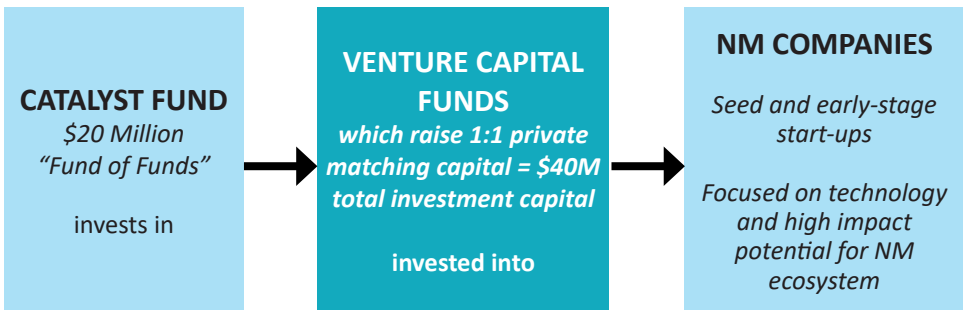 CATALYST FUND
$20 Million
“Fund of Funds”
invests in
VENTURE CAPITAL
FUNDS
which raise 1:1 private
matching capital = $40M
total investment capital
invested into
NM COMPANIES
Seed and early-stage
start-ups
Focused on technology
and high impact
potential for NM
ecosystem